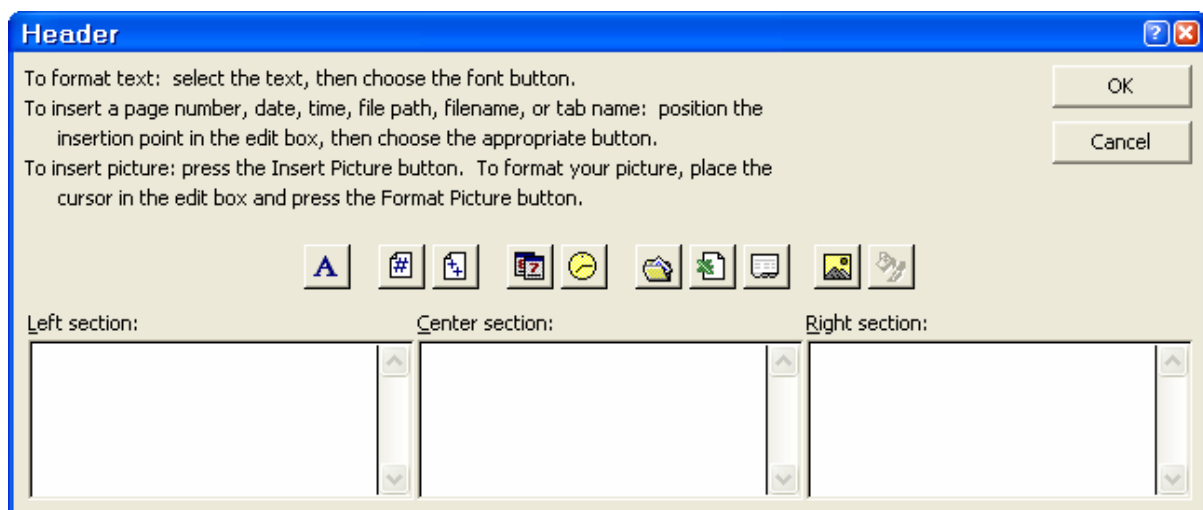 Header
To format text:  select the text, then choose the font button.
To insert a page number, date, time, file path, filename, or tab name:  position the
insertion point in the edit box, then choose the appropriate button.
To insert picture: press the Insert Picture button.  To format your picture, place the
cursor in the edit box and press the Format Picture button.
OK
Cancel
A
Left section:
Center section:
Right section: